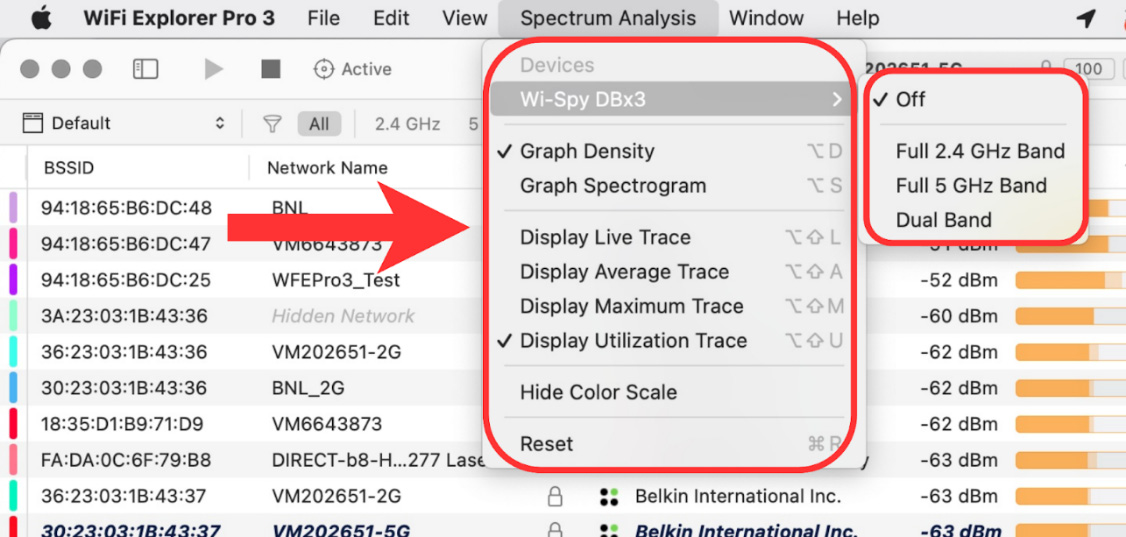 WiFi Explorer Pro 3 File Edit View Spectrum Analysis Window Help
Active
100
Devices
Wi-Spy DBx3
Off
Full 2.4 GHz Band
Full 5 GHz Band
Dual Band
Graph Density ⌥ D
Graph Spectrogram ⌥ S
Display Live Trace ⌥⇧ L
Display Average Trace ⌥⇧ A
Display Maximum Trace ⌥⇧ M
Display Utilization Trace ⌥⇧ U
Hide Color Scale
Reset ⌘ R
Default All 2.4 GHz 5
BSSID Network Name
94:18:65:B6:DC:48 BNL
94:18:65:B6:DC:47 VM6643873 dBm
94:18:65:B6:DC:25 WFEPro3_Test -52 dBm
3A:23:03:1B:43:36 Hidden Network -60 dBm
36:23:03:1B:43:36 VM202651-2G -62 dBm
30:23:03:1B:43:36 BNL_2G -62 dBm
18:35:D1:B9:71:D9 VM6643873 -62 dBm
FA:DA:0C:6F:79:B8 DIRECT-b8-H...277 Lase y -63 dBm
36:23:03:1B:43:37 VM202651-2G Belkin International Inc. -63 dBm
30:23:03:1B:43:37 VM202651-5G Belkin International Inc. -63 dBm